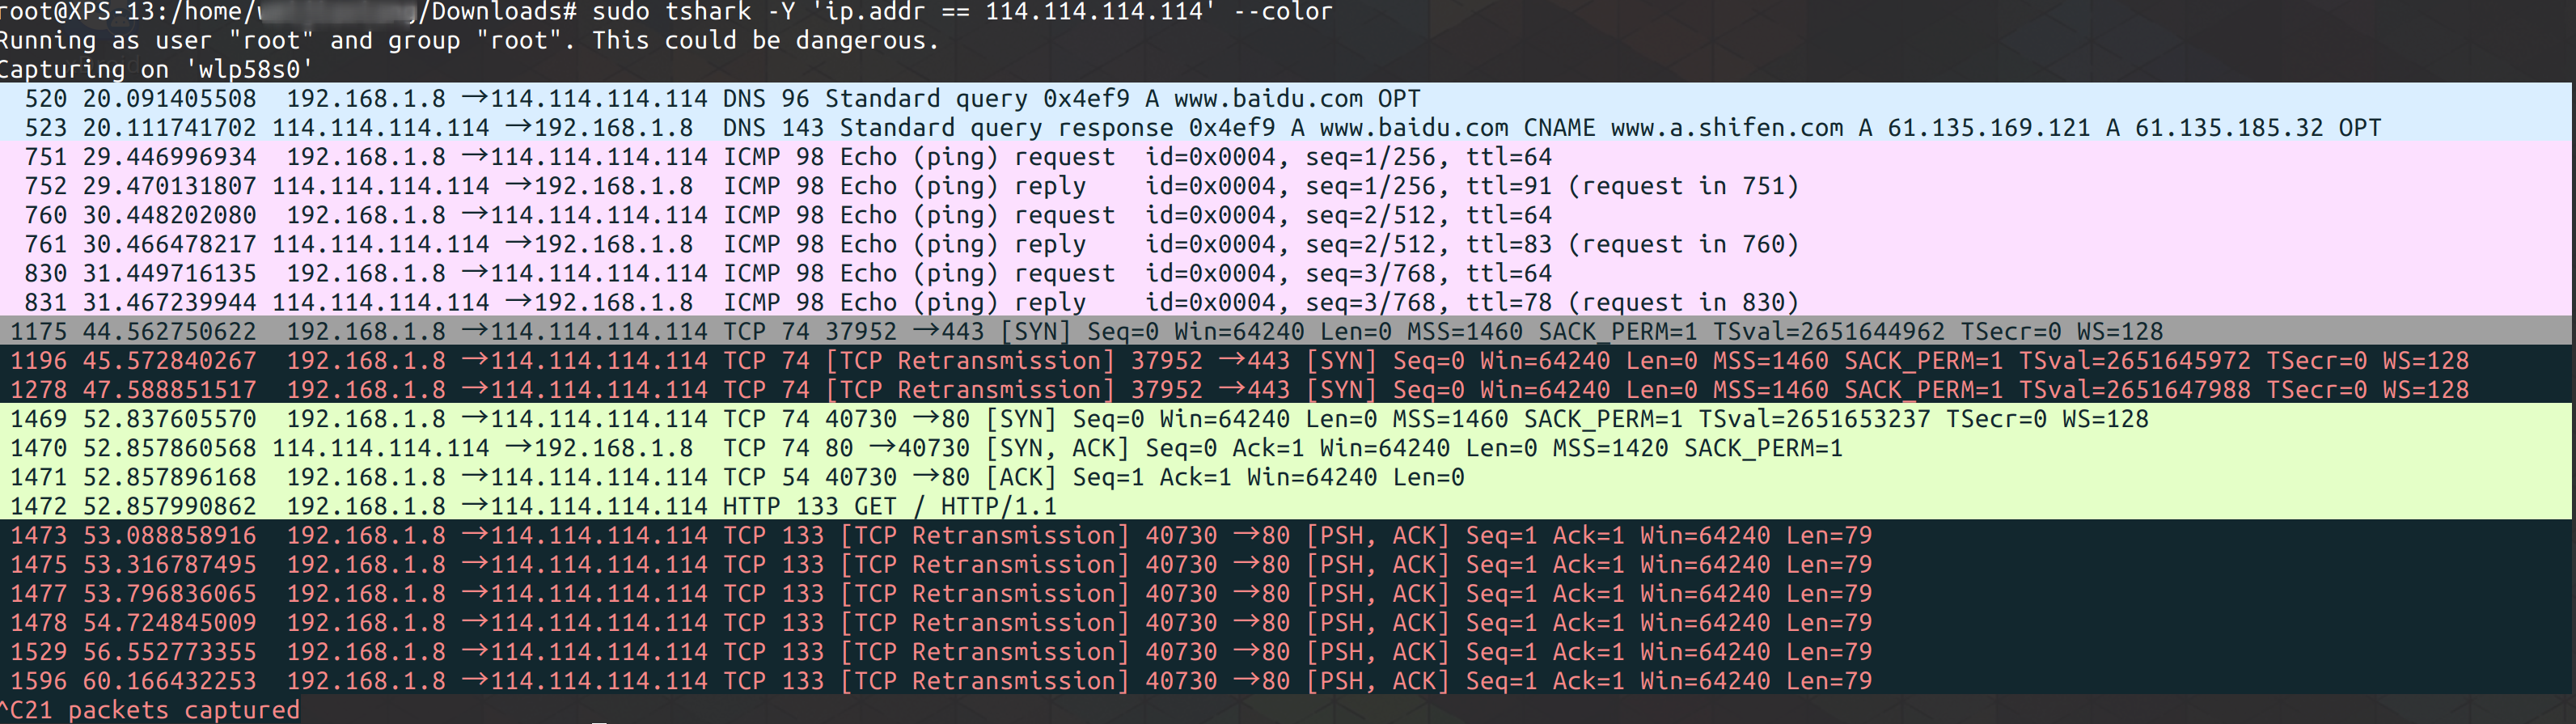 root@XPS-13:/home/ /Downloads# sudo tshark -Y 'ip.addr == 114.114.114.114' --color
Running as user "root" and group "root". This could be dangerous.
Capturing on 'wlp58s0'
520 20.091405508 192.168.1.8 →114.114.114.114 DNS 96 Standard query 0x4ef9 A www.baidu.com OPT
523 20.111741702 114.114.114.114 →192.168.1.8 DNS 143 Standard query response 0x4ef9 A www.baidu.com CNAME www.a.shifen.com A 61.135.169.121 A 61.135.185.32 OPT
751 29.446996934 192.168.1.8 →114.114.114.114 ICMP 98 Echo (ping) request id=0x0004, seq=1/256, ttl=64
752 29.470131807 114.114.114.114 →192.168.1.8 ICMP 98 Echo (ping) reply id=0x0004, seq=1/256, ttl=91 (request in 751)
760 30.448202080 192.168.1.8 →114.114.114.114 ICMP 98 Echo (ping) request id=0x0004, seq=2/512, ttl=64
761 30.466478217 114.114.114.114 →192.168.1.8 ICMP 98 Echo (ping) reply id=0x0004, seq=2/512, ttl=83 (request in 760)
830 31.449716135 192.168.1.8 →114.114.114.114 ICMP 98 Echo (ping) request id=0x0004, seq=3/768, ttl=64
831 31.467239944 114.114.114.114 →192.168.1.8 ICMP 98 Echo (ping) reply id=0x0004, seq=3/768, ttl=78 (request in 830)
1175 44.562750622 192.168.1.8 →114.114.114.114 TCP 74 37952 →443 [SYN] Seq=0 Win=64240 Len=0 MSS=1460 SACK_PERM=1 TSval=2651644962 TSecr=0 WS=128
1196 45.572840267 192.168.1.8 →114.114.114.114 TCP 74 [TCP Retransmission] 37952 →443 [SYN] Seq=0 Win=64240 Len=0 MSS=1460 SACK_PERM=1 TSval=2651645972 TSecr=0 WS=128
1278 47.588851517 192.168.1.8 →114.114.114.114 TCP 74 [TCP Retransmission] 37952 →443 [SYN] Seq=0 Win=64240 Len=0 MSS=1460 SACK_PERM=1 TSval=2651647988 TSecr=0 WS=128
1469 52.837605570 192.168.1.8 →114.114.114.114 TCP 74 40730 →80 [SYN] Seq=0 Win=64240 Len=0 MSS=1460 SACK_PERM=1 TSval=2651653237 TSecr=0 WS=128
1470 52.857860568 114.114.114.114 →192.168.1.8 TCP 74 80 →40730 [SYN, ACK] Seq=0 Ack=1 Win=64240 Len=0 MSS=1420 SACK_PERM=1
1471 52.857896168 192.168.1.8 →114.114.114.114 TCP 54 40730 →80 [ACK] Seq=1 Ack=1 Win=64240 Len=0
1472 52.857990862 192.168.1.8 →114.114.114.114 HTTP 133 GET / HTTP/1.1
1473 53.088858916 192.168.1.8 →114.114.114.114 TCP 133 [TCP Retransmission] 40730 →80 [PSH, ACK] Seq=1 Ack=1 Win=64240 Len=79
1475 53.316787495 192.168.1.8 →114.114.114.114 TCP 133 [TCP Retransmission] 40730 →80 [PSH, ACK] Seq=1 Ack=1 Win=64240 Len=79
1477 53.796836065 192.168.1.8 →114.114.114.114 TCP 133 [TCP Retransmission] 40730 →80 [PSH, ACK] Seq=1 Ack=1 Win=64240 Len=79
1478 54.724845009 192.168.1.8 →114.114.114.114 TCP 133 [TCP Retransmission] 40730 →80 [PSH, ACK] Seq=1 Ack=1 Win=64240 Len=79
1529 56.552773355 192.168.1.8 →114.114.114.114 TCP 133 [TCP Retransmission] 40730 →80 [PSH, ACK] Seq=1 Ack=1 Win=64240 Len=79
1596 60.166432253 192.168.1.8 →114.114.114.114 TCP 133 [TCP Retransmission] 40730 →80 [PSH, ACK] Seq=1 Ack=1 Win=64240 Len=79
^C21 packets captured